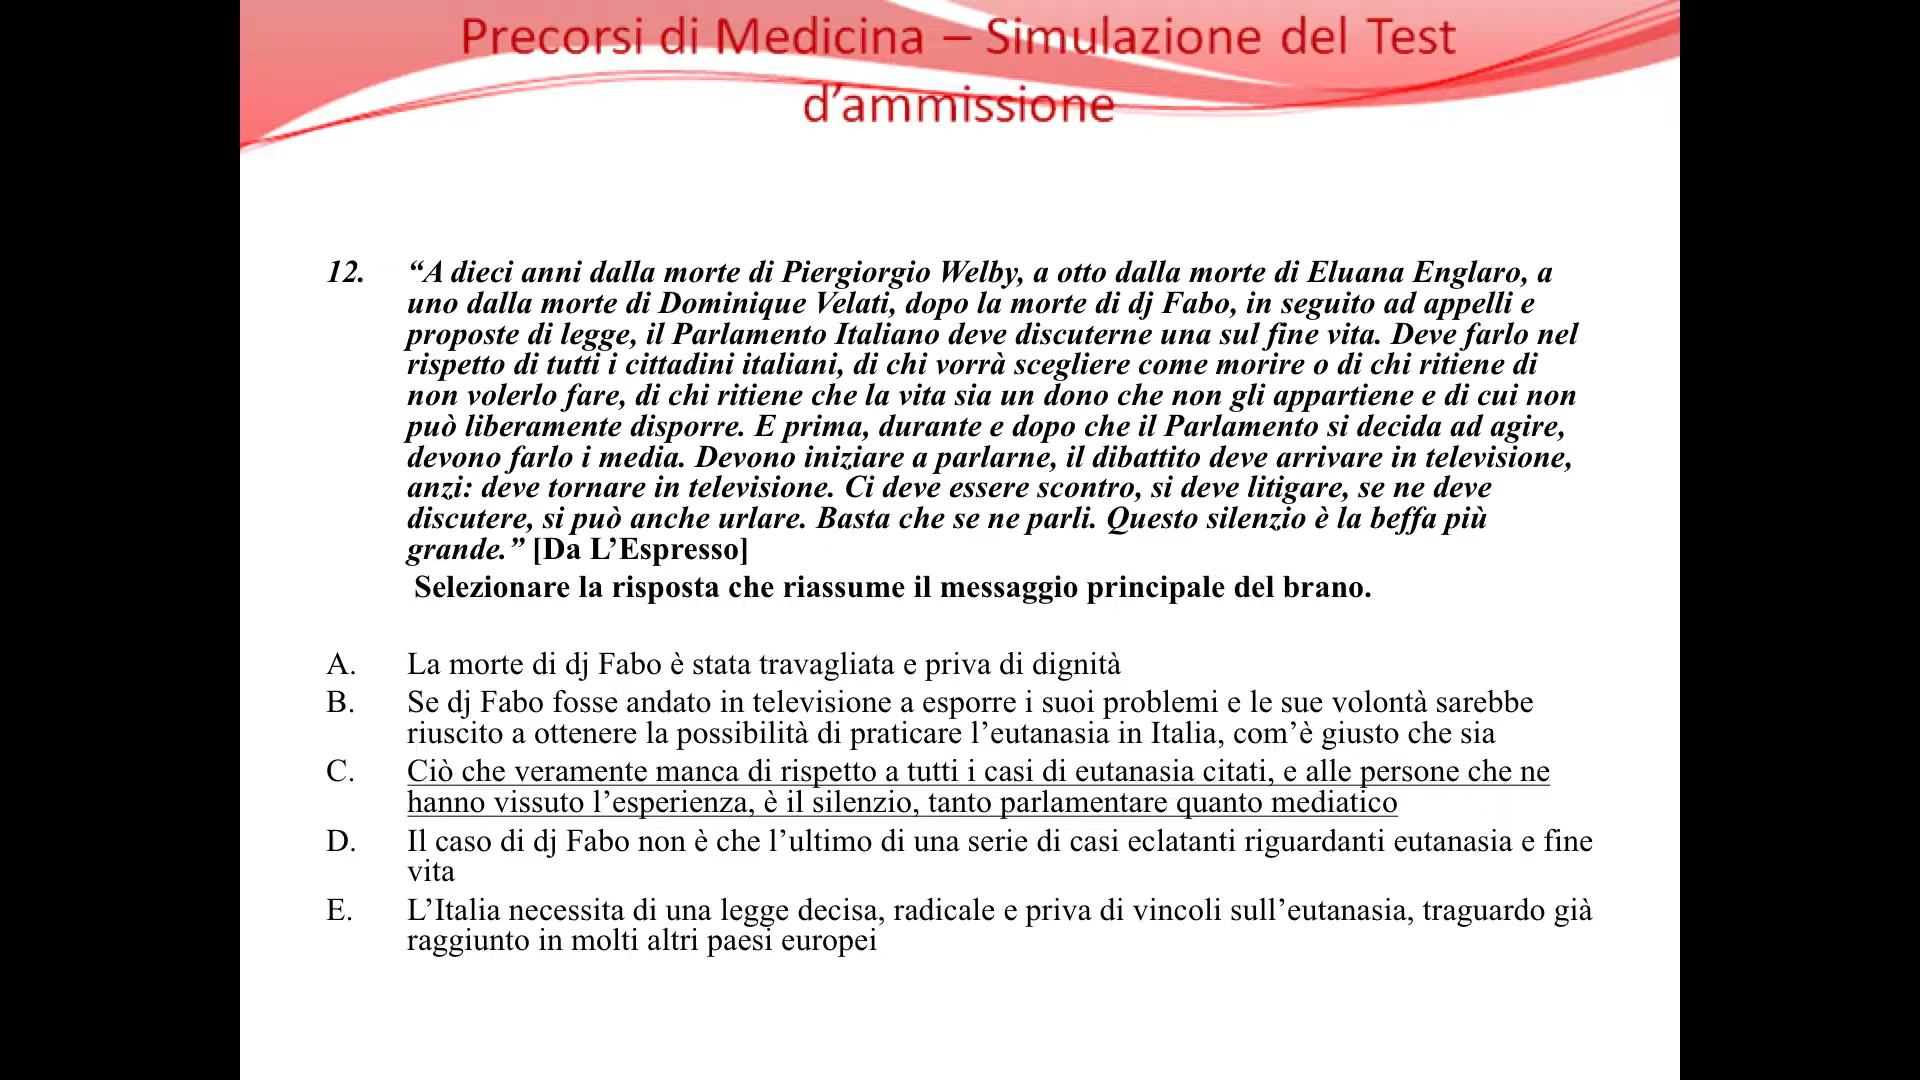 Precorsi di Medicina – Simulazione del Test
d’ammissione
12. “A dieci anni dalla morte di Piergiorgio Welby, a otto dalla morte di Eluana Englaro, a
uno dalla morte di Dominique Velati, dopo la morte di dj Fabo, in seguito ad appelli e
proposte di legge, il Parlamento Italiano deve discuterne una sul fine vita. Deve farlo nel
rispetto di tutti i cittadini italiani, di chi vorrà scegliere come morire o di chi ritiene di
non volerlo fare, di chi ritiene che la vita sia un dono che non gli appartiene e di cui non
può liberamente disporre. E prima, durante e dopo che il Parlamento si decida ad agire,
devono farlo i media. Devono iniziare a parlarne, il dibattito deve arrivare in televisione,
anzi: deve tornare in televisione. Ci deve essere scontro, si deve litigare, se ne deve
discutere, si può anche urlare. Basta che se ne parli. Questo silenzio è la beffa più
grande.” [Da L’Espresso]
Selezionare la risposta che riassume il messaggio principale del brano.
A. La morte di dj Fabo è stata travagliata e priva di dignità
B. Se dj Fabo fosse andato in televisione a esporre i suoi problemi e le sue volontà sarebbe
riuscito a ottenere la possibilità di praticare l’eutanasia in Italia, com’è giusto che sia
C. Ciò che veramente manca di rispetto a tutti i casi di eutanasia citati, e alle persone che ne
hanno vissuto l’esperienza, è il silenzio, tanto parlamentare quanto mediatico
D. Il caso di dj Fabo non è che l’ultimo di una serie di casi eclatanti riguardanti eutanasia e fine
vita
E. L’Italia necessita di una legge decisa, radicale e priva di vincoli sull’eutanasia, traguardo già
raggiunto in molti altri paesi europei